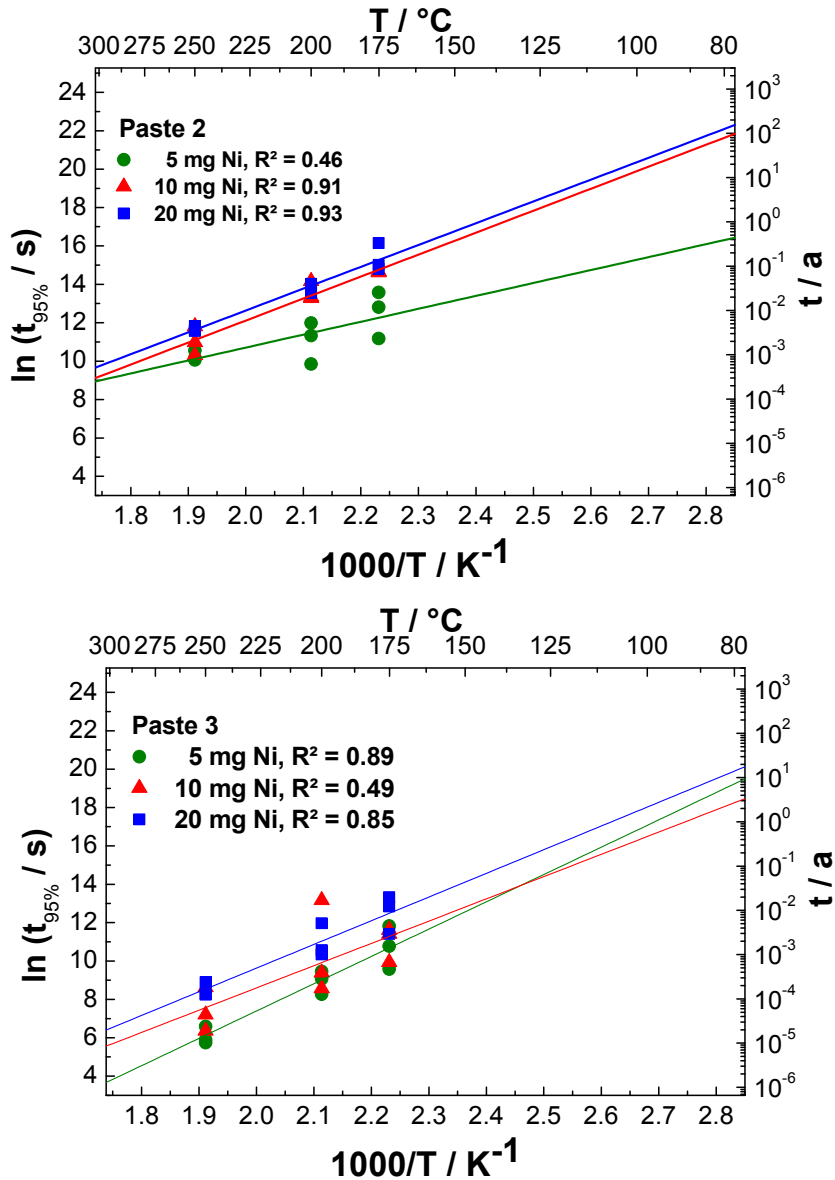 T / °C
300 275 250 225 200 175 150 125 100 80
24
22
20
18
16
14
12
10
8
6
4
ln (t95% / s)
Paste 2
5 mg Ni, R² = 0.46
10 mg Ni, R² = 0.91
20 mg Ni, R² = 0.93
10³
10²
10¹
10⁰
10⁻¹
10⁻²
10⁻³
10⁻⁴
10⁻⁵
10⁻⁶
t / a
1.8 1.9 2.0 2.1 2.2 2.3 2.4 2.5 2.6 2.7 2.8
1000/T / K⁻¹
T / °C
300 275 250 225 200 175 150 125 100 80
24
22
20
18
16
14
12
10
8
6
4
ln (t95% / s)
Paste 3
5 mg Ni, R² = 0.89
10 mg Ni, R² = 0.49
20 mg Ni, R² = 0.85
10³
10²
10¹
10⁰
10⁻¹
10⁻²
10⁻³
10⁻⁴
10⁻⁵
10⁻⁶
t / a
1.8 1.9 2.0 2.1 2.2 2.3 2.4 2.5 2.6 2.7 2.8
1000/T / K⁻¹